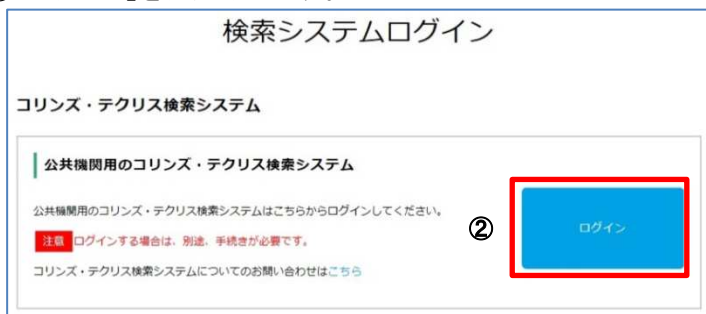 検索システムログイン
コリンズ・テクリス検索システム
公共機関用のコリンズ・テクリス検索システム
公共機関用のコリンズ・テクリス検索システムはこちらからログインしてください。
注意 ログインする場合は、別途、手続きが必要です。
② ログイン
コリンズ・テクリス検索システムについてのお問い合わせはこちら